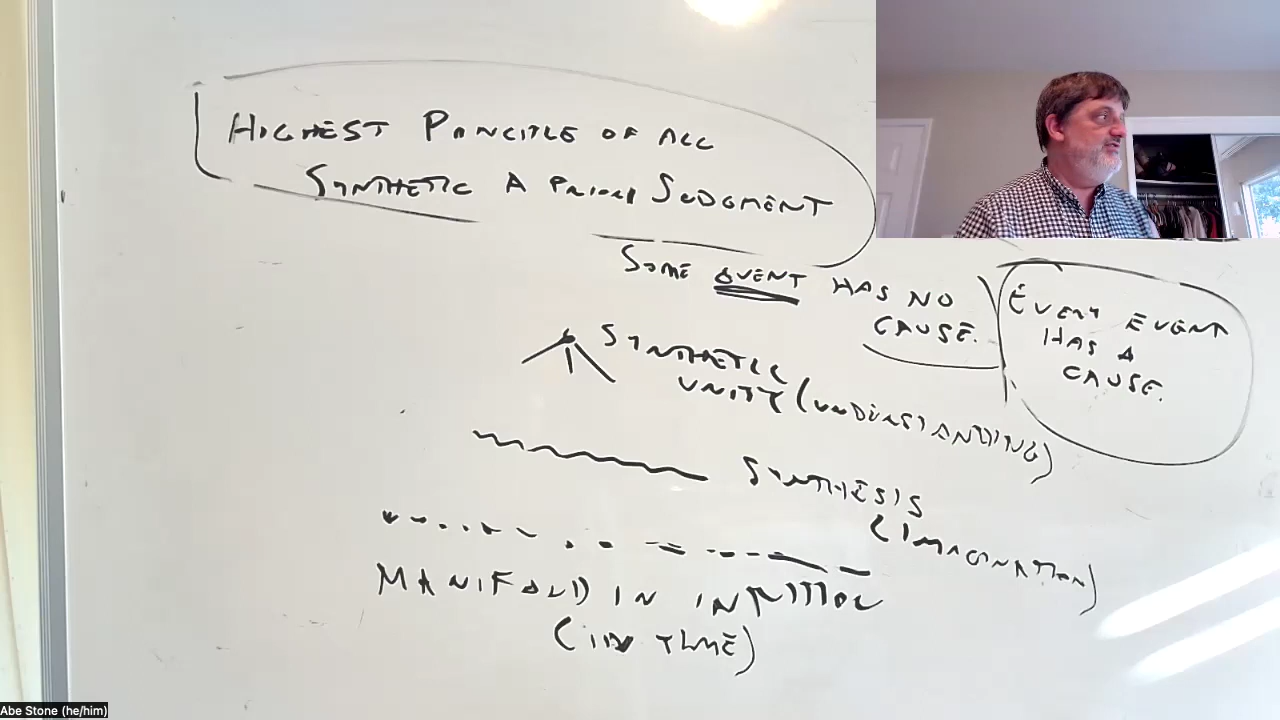 HIGHEST PRINCIPLE OF ALL
SYNTHETIC A PRIORI JUDGMENT
SOME EVENT HAS NO
CAUSE.
EVERY EVENT
HAS A
CAUSE.
SYNTHETIC
UNITY (UNDERSTANDING)
SYNTHESIS
(IMAGINATION)
MANIFOLD IN INTUITION
(IN TIME)
Abe Stone (he/him)